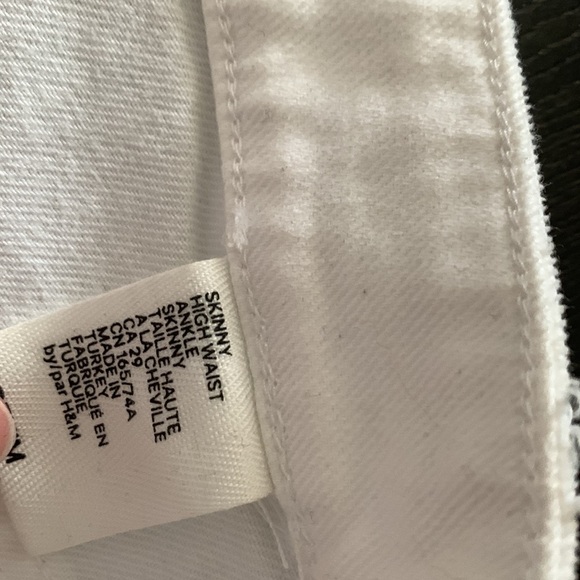 SKINNY
HIGH WAIST
ANKLE
SKINNY
TAILLE HAUTE
A LA CHEVILLE
CA 29
CN 165/74A
MADE IN
TURKEY
FABRIQUÉ EN
TURQUIE
by/par H&M